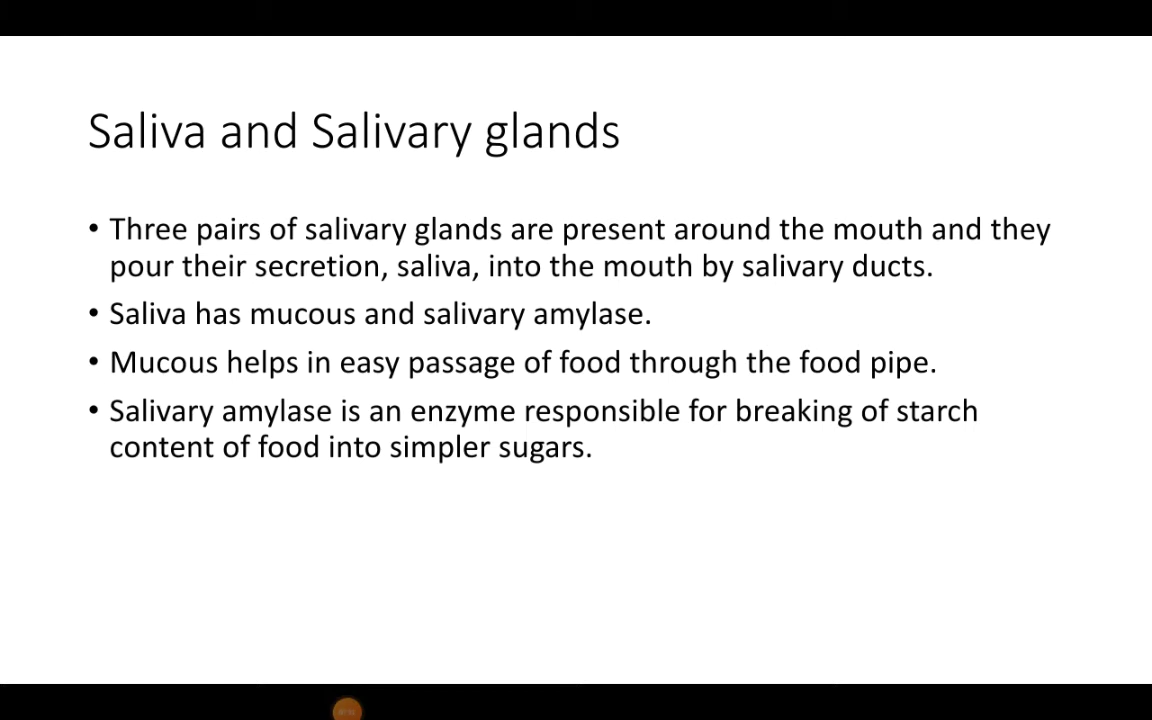 Saliva and Salivary glands
• Three pairs of salivary glands are present around the mouth and they
pour their secretion, saliva, into the mouth by salivary ducts.
• Saliva has mucous and salivary amylase.
• Mucous helps in easy passage of food through the food pipe.
• Salivary amylase is an enzyme responsible for breaking of starch
content of food into simpler sugars.